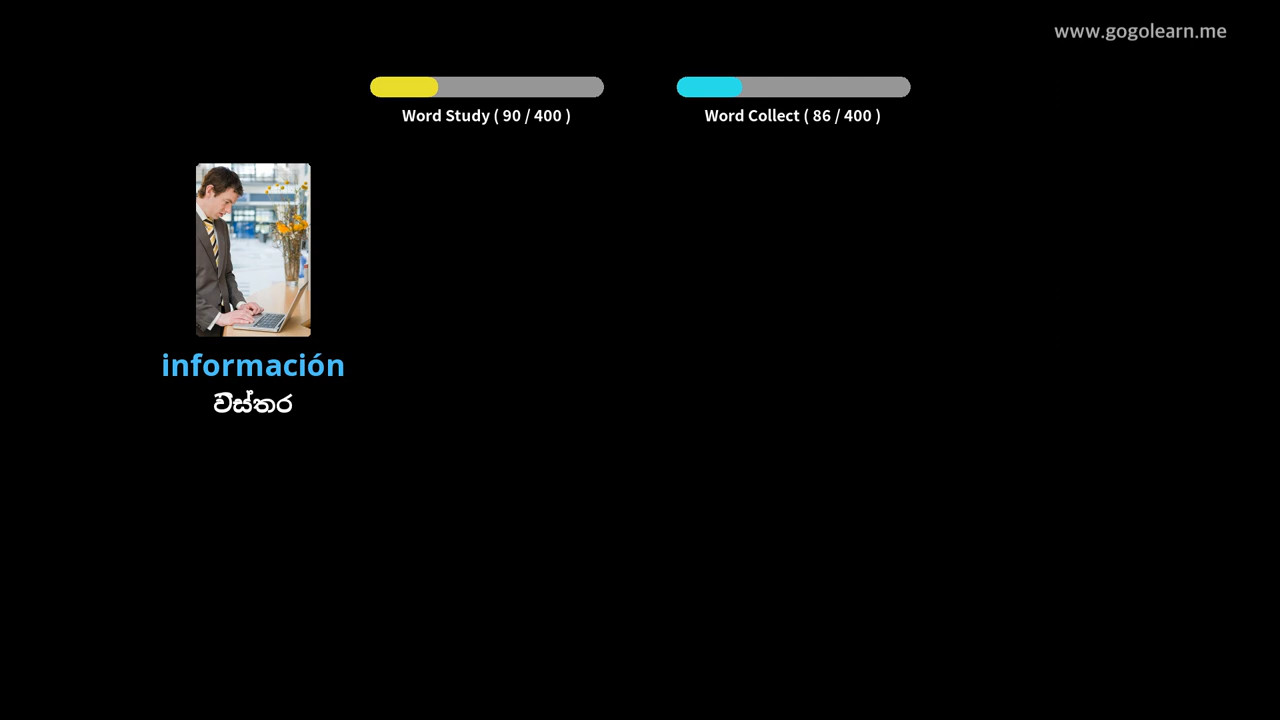 www.gogolearn.me
Word Study ( 90 / 400 )
Word Collect ( 86 / 400 )
información
විස්තර